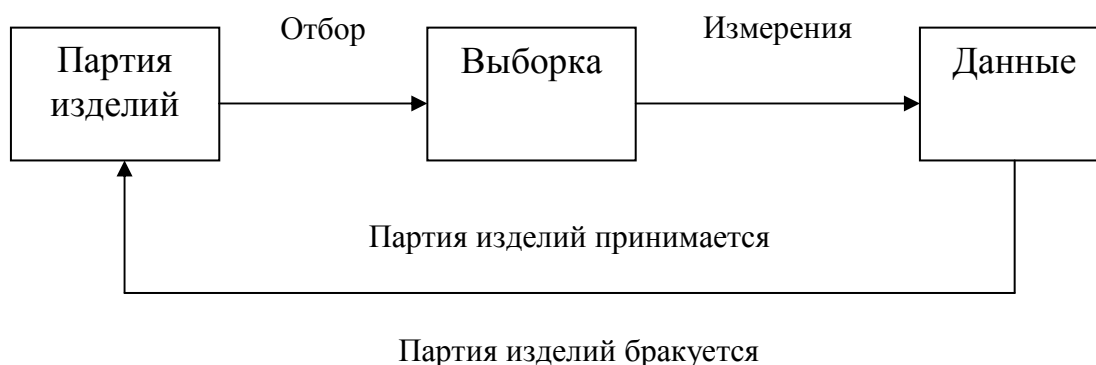 Отбор
Измерения
Партия
изделий
Выборка
Данные
Партия изделий принимается
Партия изделий бракуется